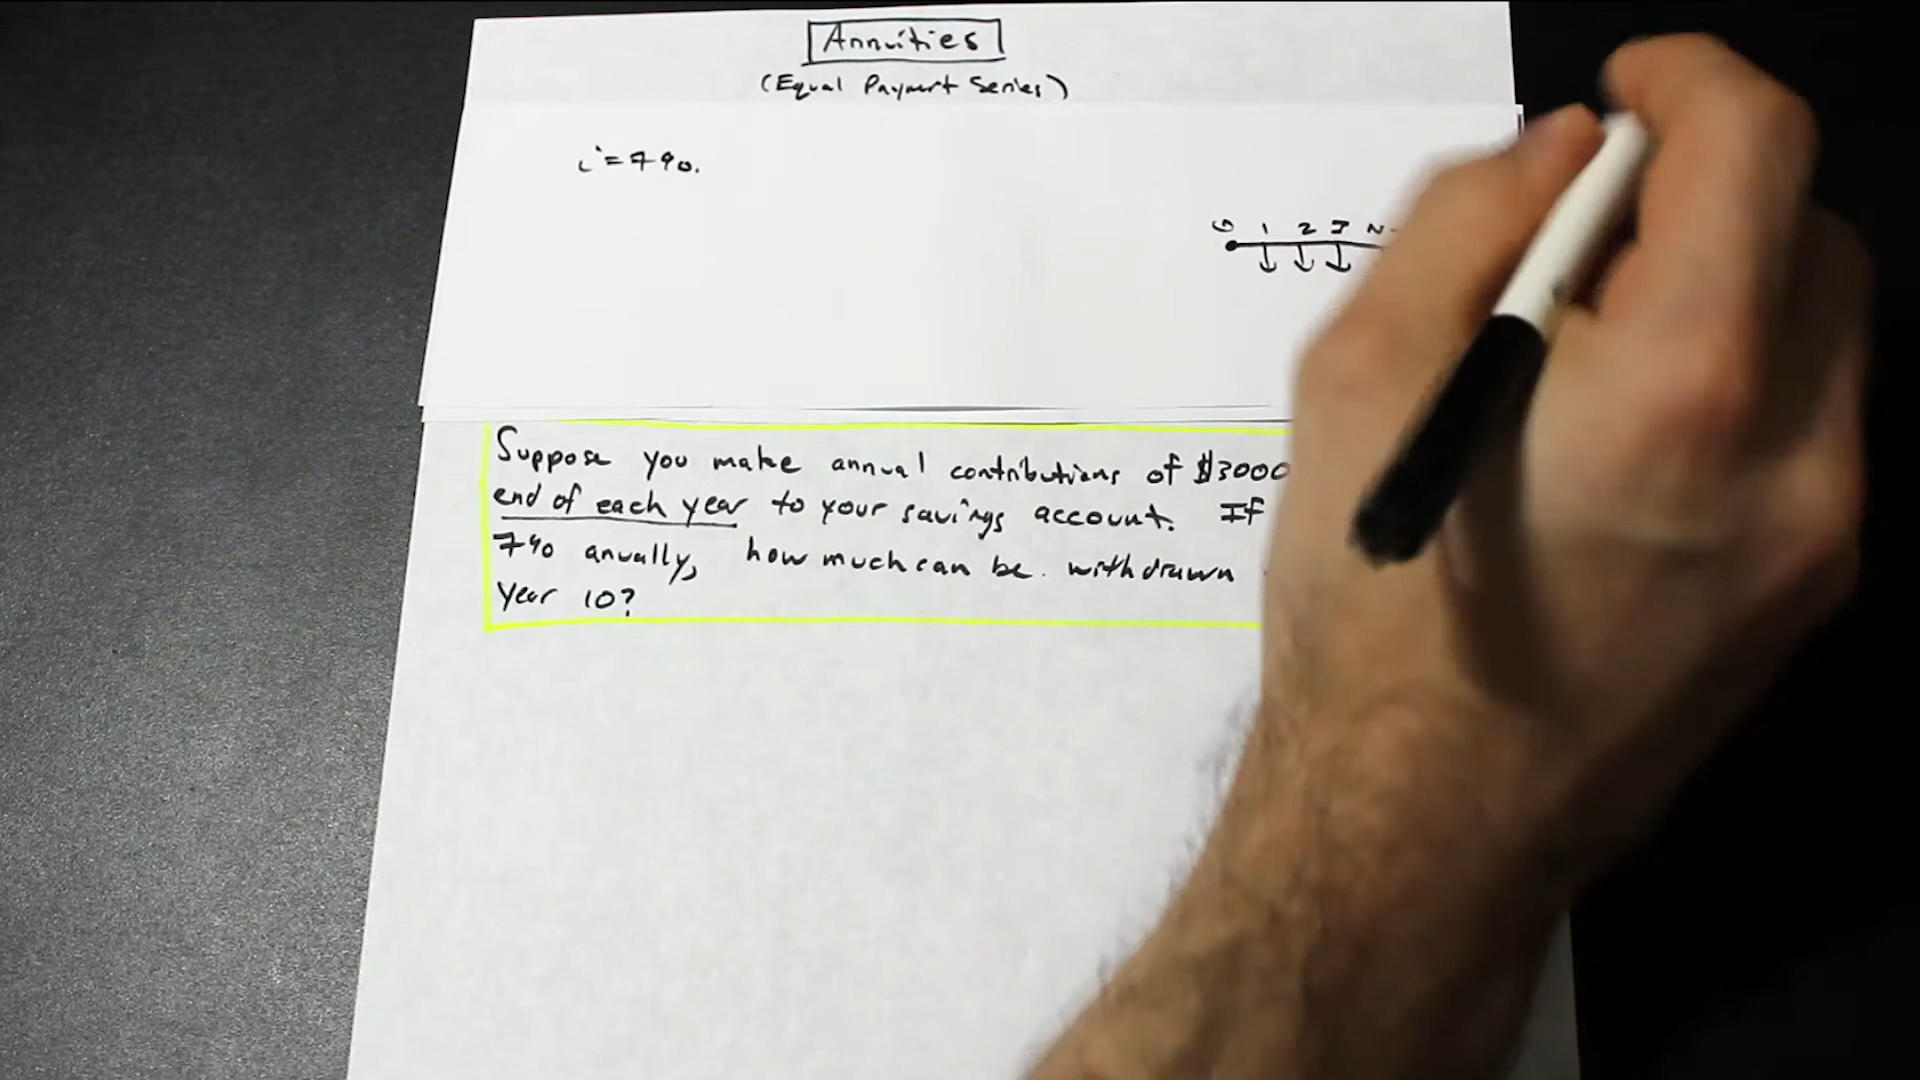 Annuities
(Equal Payment Series)
i=7%.
0 1 2 3 N-
Suppose you make annual contributions of $3000
end of each year to your savings account. If
7% anually, how much can be withdrawn
Year 10?